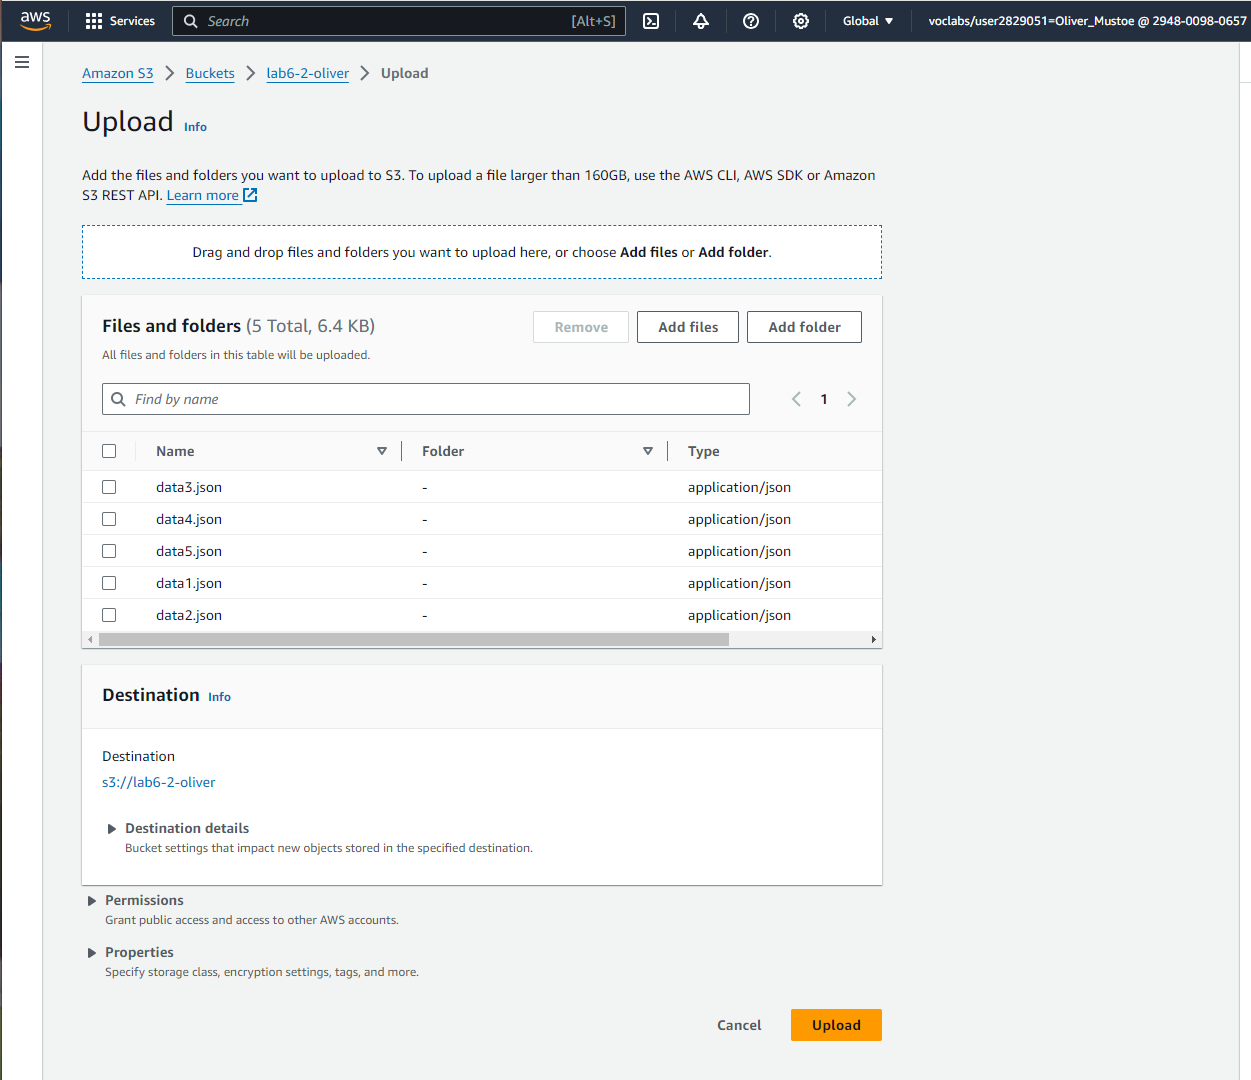 aws Services Search [Alt+S] Global voclabs/user2829051=Oliver_Mustoe @ 2948-0098-0657
Amazon S3 Buckets lab6-2-oliver Upload
Upload Info
Add the files and folders you want to upload to S3. To upload a file larger than 160GB, use the AWS CLI, AWS SDK or Amazon
S3 REST API. Learn more
Drag and drop files and folders you want to upload here, or choose Add files or Add folder.
Files and folders (5 Total, 6.4 KB) Remove Add files Add folder
All files and folders in this table will be uploaded.
Find by name 1
Name Folder Type
data3.json - application/json
data4.json - application/json
data5.json - application/json
data1.json - application/json
data2.json - application/json
Destination Info
Destination
s3://lab6-2-oliver
Destination details
Bucket settings that impact new objects stored in the specified destination.
Permissions
Grant public access and access to other AWS accounts.
Properties
Specify storage class, encryption settings, tags, and more.
Cancel Upload